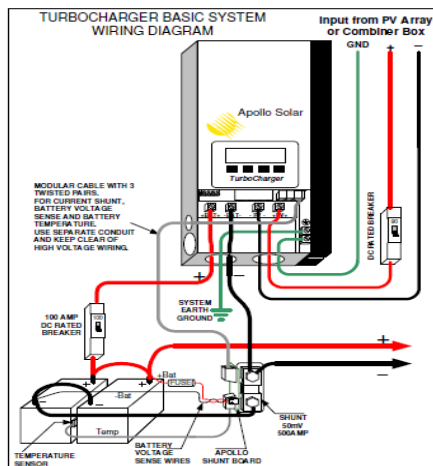 TURBOCHARGER BASIC SYSTEM
WIRING DIAGRAM
Input from PV Array
or Combiner Box
GND + −
Apollo Solar
TurboCharger
MODULAR CABLE WITH 3
TWISTED PAIRS.
FOR CURRENT SHUNT,
BATTERY VOLTAGE
SENSE AND BATTERY
TEMPERATURE.
USE SEPARATE CONDUIT
AND KEEP CLEAR OF
HIGH VOLTAGE WIRING.
DC RATED BREAKER
+
−
SYSTEM
EARTH
GROUND
100 AMP
DC RATED
BREAKER
100
+
−
+
+
+Bat
FUSE
-Bat
−
Temp
SHUNT
50mV
500AMP
TEMPERATURE
SENSOR
BATTERY
VOLTAGE
SENSE WIRES
APOLLO
SHUNT BOARD